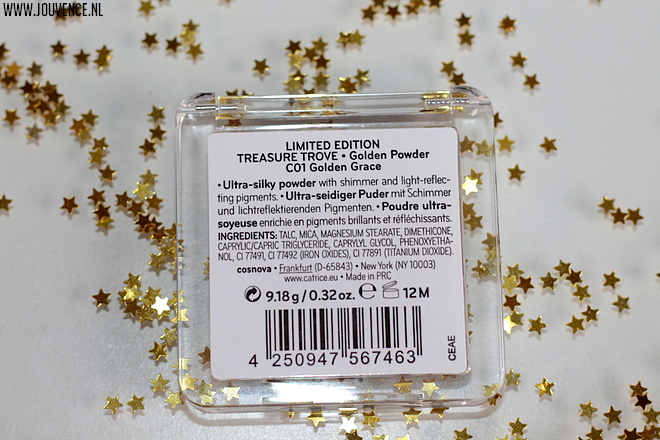 WWW.JOUVENCE.NL
LIMITED EDITION
TREASURE TROVE • Golden Powder
C01 Golden Grace
• Ultra-silky powder with shimmer and light-reflec-
ting pigments. • Ultra-seidiger Puder mit Schimmer
und lichtreflektierenden Pigmenten. • Poudre ultra-
soyeuse enrichie en pigments brillants et réfléchissants.
INGREDIENTS: TALC, MICA, MAGNESIUM STEARATE, DIMETHICONE,
CAPRYLIC/CAPRIC TRIGLYCERIDE, CAPRYLYL GLYCOL, PHENOXYETHA-
NOL, CI 77491, CI 77492 (IRON OXIDES), CI 77891 (TITANIUM DIOXIDE).
cosnova • Frankfurt (D-65843) • New York (NY 10003)
www.catrice.eu • Made in PRC
9.18 g / 0.32 oz. e 12 M
4 250947 567463
CEAE